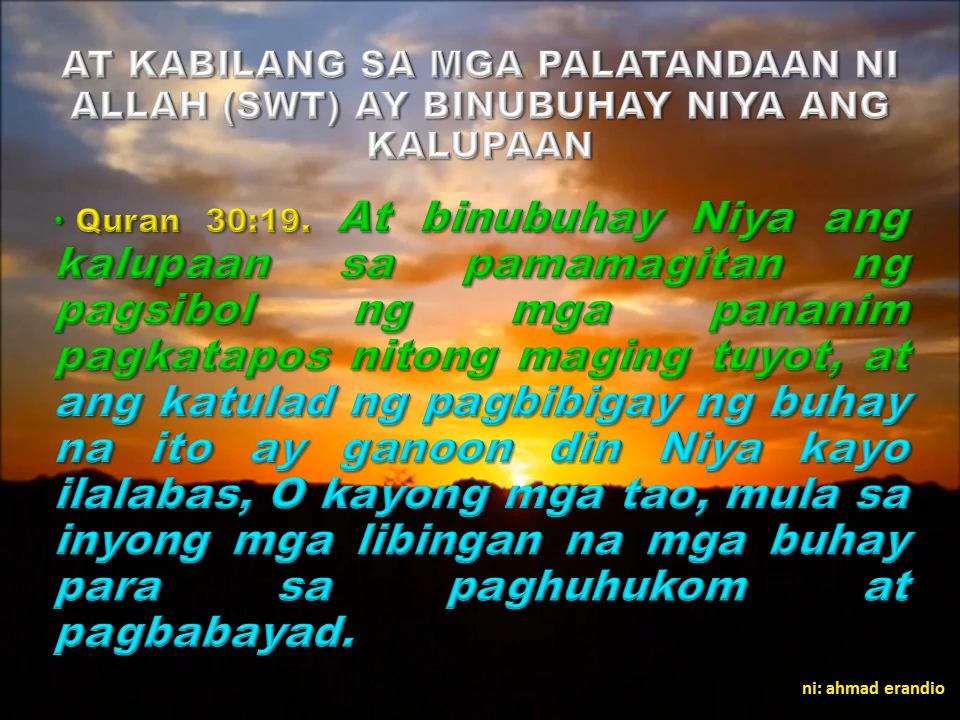 AT KABILANG SA MGA PALATANDAAN NI
ALLAH (SWT) AY BINUBUHAY NIYA ANG
KALUPAAN
• Quran 30:19. At binubuhay Niya ang
kalupaan sa pamamagitan ng
pagsibol ng mga pananim
pagkatapos nitong maging tuyot, at
ang katulad ng pagbibigay ng buhay
na ito ay ganoon din Niya kayo
ilalabas, O kayong mga tao, mula sa
inyong mga libingan na mga buhay
para sa paghuhukom at
pagbabayad.
ni: ahmad erandio